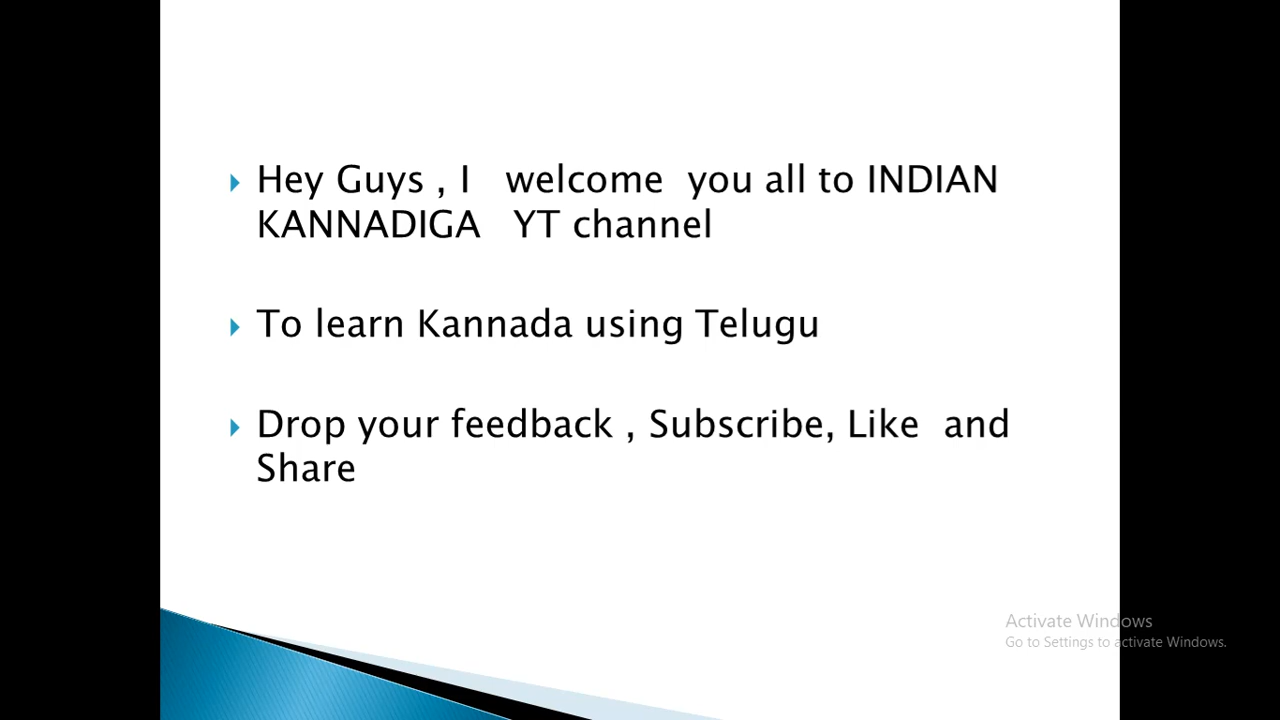 Hey Guys , I   welcome  you all to INDIAN
KANNADIGA   YT channel
To learn Kannada using Telugu
Drop your feedback , Subscribe, Like  and
Share
Activate Windows
Go to Settings to activate Windows.